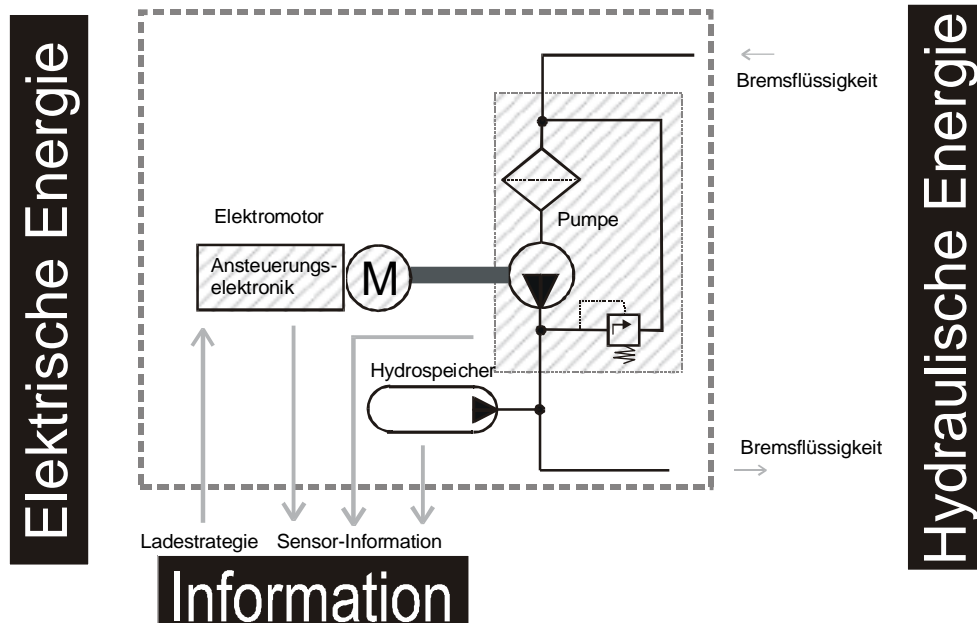 Elektrische Energie
Bremsflüssigkeit
Pumpe
Elektromotor
Ansteuerungs-
elektronik
M
Hydrospeicher
Bremsflüssigkeit
Ladestrategie
Sensor-Information
Information
Hydraulische Energie